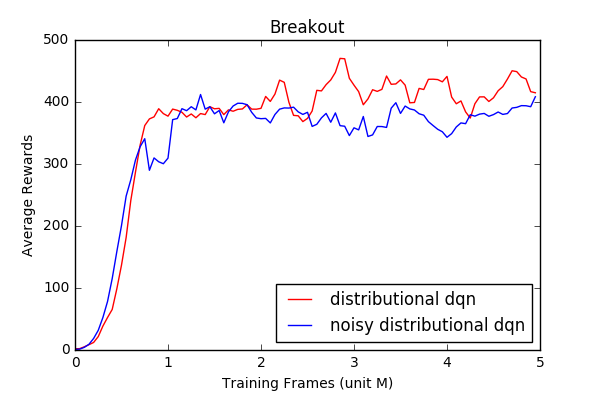 Breakout
500
400
300
200
100
0
Average Rewards
distributional dqn
noisy distributional dqn
0 1 2 3 4 5
Training Frames (unit M)